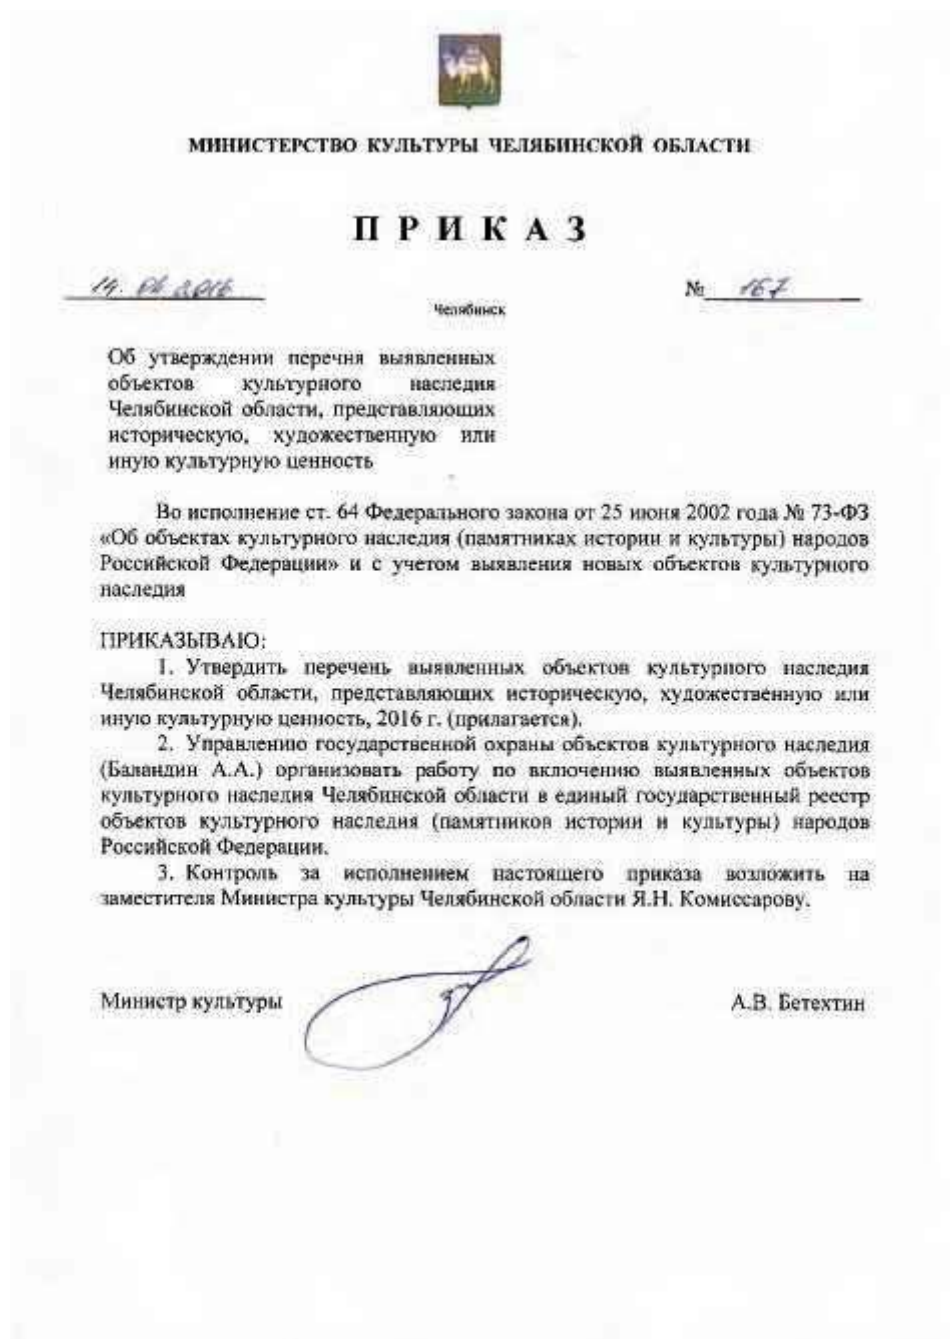 МИНИСТЕРСТВО КУЛЬТУРЫ ЧЕЛЯБИНСКОЙ ОБЛАСТИ
ПРИКАЗ
14. 06 2016 № 167
Челябинск
Об утверждении перечня выявленных
объектов культурного наследия
Челябинской области, представляющих
историческую, художественную или
иную культурную ценность
Во исполнение ст. 64 Федерального закона от 25 июня 2002 года № 73-ФЗ
«Об объектах культурного наследия (памятниках истории и культуры) народов
Российской Федерации» и с учетом выявления новых объектов культурного
наследия
ПРИКАЗЫВАЮ:
1. Утвердить перечень выявленных объектов культурного наследия
Челябинской области, представляющих историческую, художественную или
иную культурную ценность, 2016 г. (прилагается).
2. Управлению государственной охраны объектов культурного наследия
(Баландин А.А.) организовать работу по включению выявленных объектов
культурного наследия Челябинской области в единый государственный реестр
объектов культурного наследия (памятников истории и культуры) народов
Российской Федерации.
3. Контроль за исполнением настоящего приказа возложить на
заместителя Министра культуры Челябинской области Я.Н. Комиссарову.
Министр культуры А.В. Бетехтин